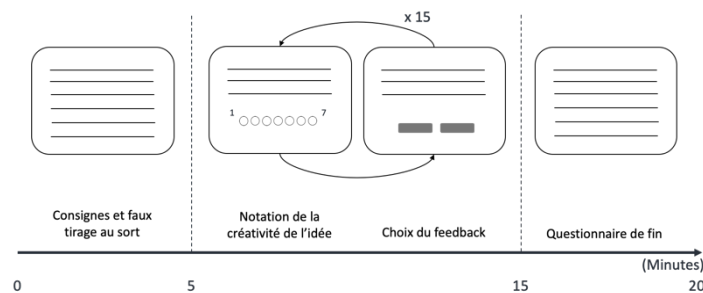 x 15
1
7
Consignes et faux
tirage au sort
Notation de la
créativité de l'idée
Choix du feedback
Questionnaire de fin
(Minutes)
0
5
15
20